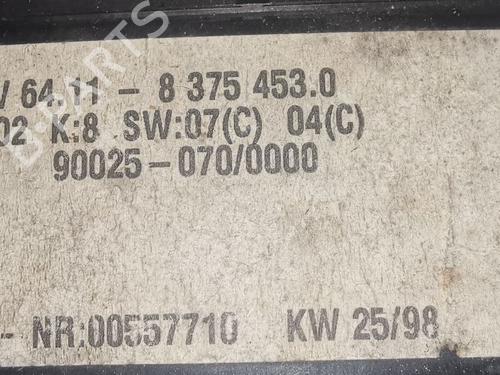 / 64.11 - 8 375 453.0
02 K:8 SW:07(C) 04(C)
90025-070/0000
- NR:00557710 KW 25/98
B-PARTS